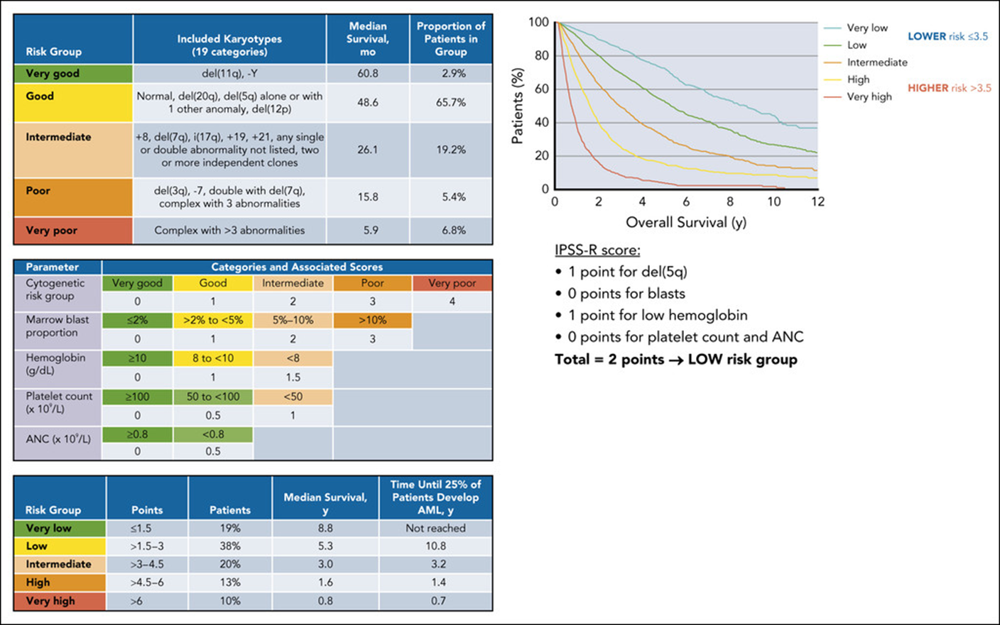 Risk Group
Included Karyotypes
(19 categories)
Median
Survival,
mo
Proportion of
Patients in
Group
Very good
del(11q), -Y
60.8
2.9%
Good
Normal, del(20q), del(5q) alone or with
1 other anomaly, del(12p)
48.6
65.7%
Intermediate
+8, del(7q), i(17q), +19, +21, any single
or double abnormality not listed, two
or more independent clones
26.1
19.2%
Poor
del(3q), -7, double with del(7q),
complex with 3 abnormalities
15.8
5.4%
Very poor
Complex with >3 abnormalities
5.9
6.8%
Parameter
Categories and Associated Scores
Cytogenetic
risk group
Very good
Good
Intermediate
Poor
Very poor
0
1
2
3
4
Marrow blast
proportion
≤2%
>2% to <5%
5%–10%
>10%
0
1
2
3
Hemoglobin
(g/dL)
≥10
8 to <10
<8
0
1
1.5
Platelet count
(x 10⁹/L)
≥100
50 to <100
<50
0
0.5
1
ANC (x 10⁹/L)
≥0.8
<0.8
0
0.5
Risk Group
Points
Patients
Median Survival,
y
Time Until 25% of
Patients Develop
AML, y
Very low
≤1.5
19%
8.8
Not reached
Low
>1.5–3
38%
5.3
10.8
Intermediate
>3–4.5
20%
3.0
3.2
High
>4.5–6
13%
1.6
1.4
Very high
>6
10%
0.8
0.7
Patients (%)
100
80
60
40
20
0
0
2
4
6
8
10
12
Overall Survival (y)
Very low
Low
Intermediate
High
Very high
LOWER risk ≤3.5
HIGHER risk >3.5
IPSS-R score:
• 1 point for del(5q)
• 0 points for blasts
• 1 point for low hemoglobin
• 0 points for platelet count and ANC
Total = 2 points → LOW risk group